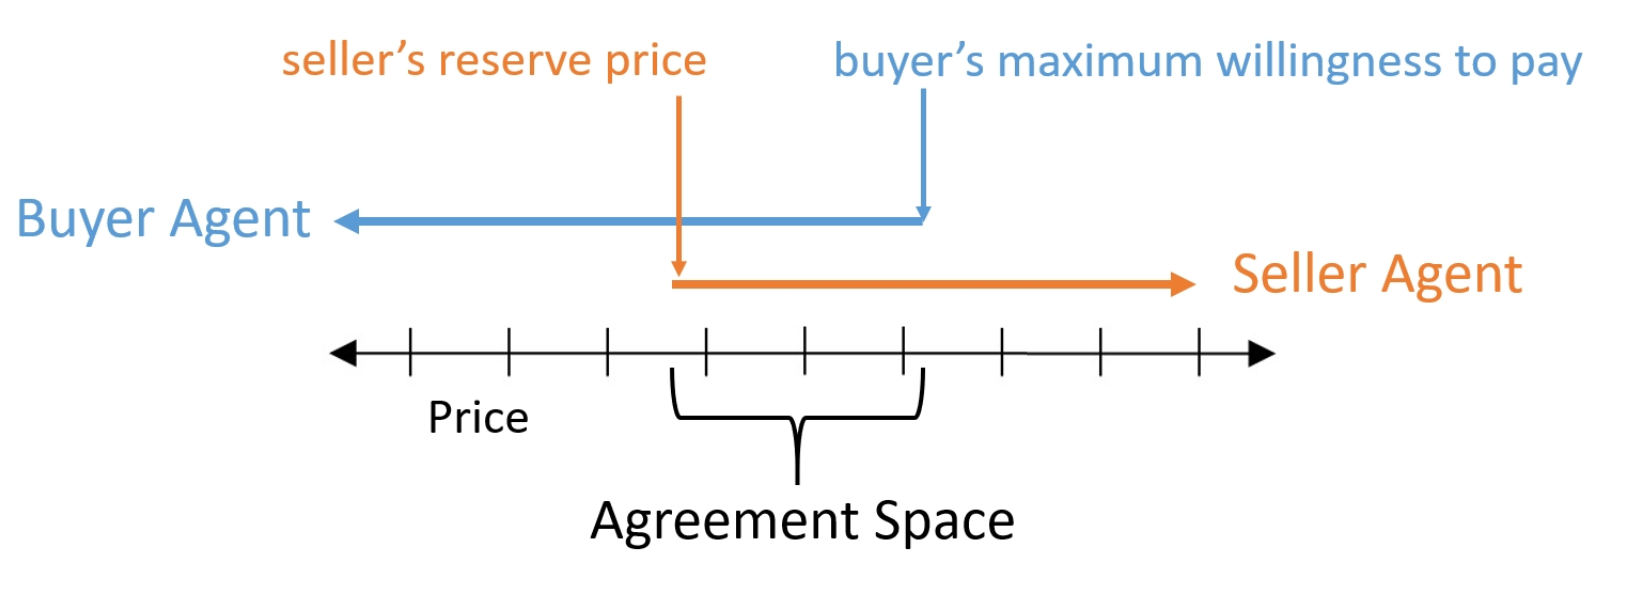 seller’s reserve price
buyer’s maximum willingness to pay
Buyer Agent
Seller Agent
Price
Agreement Space